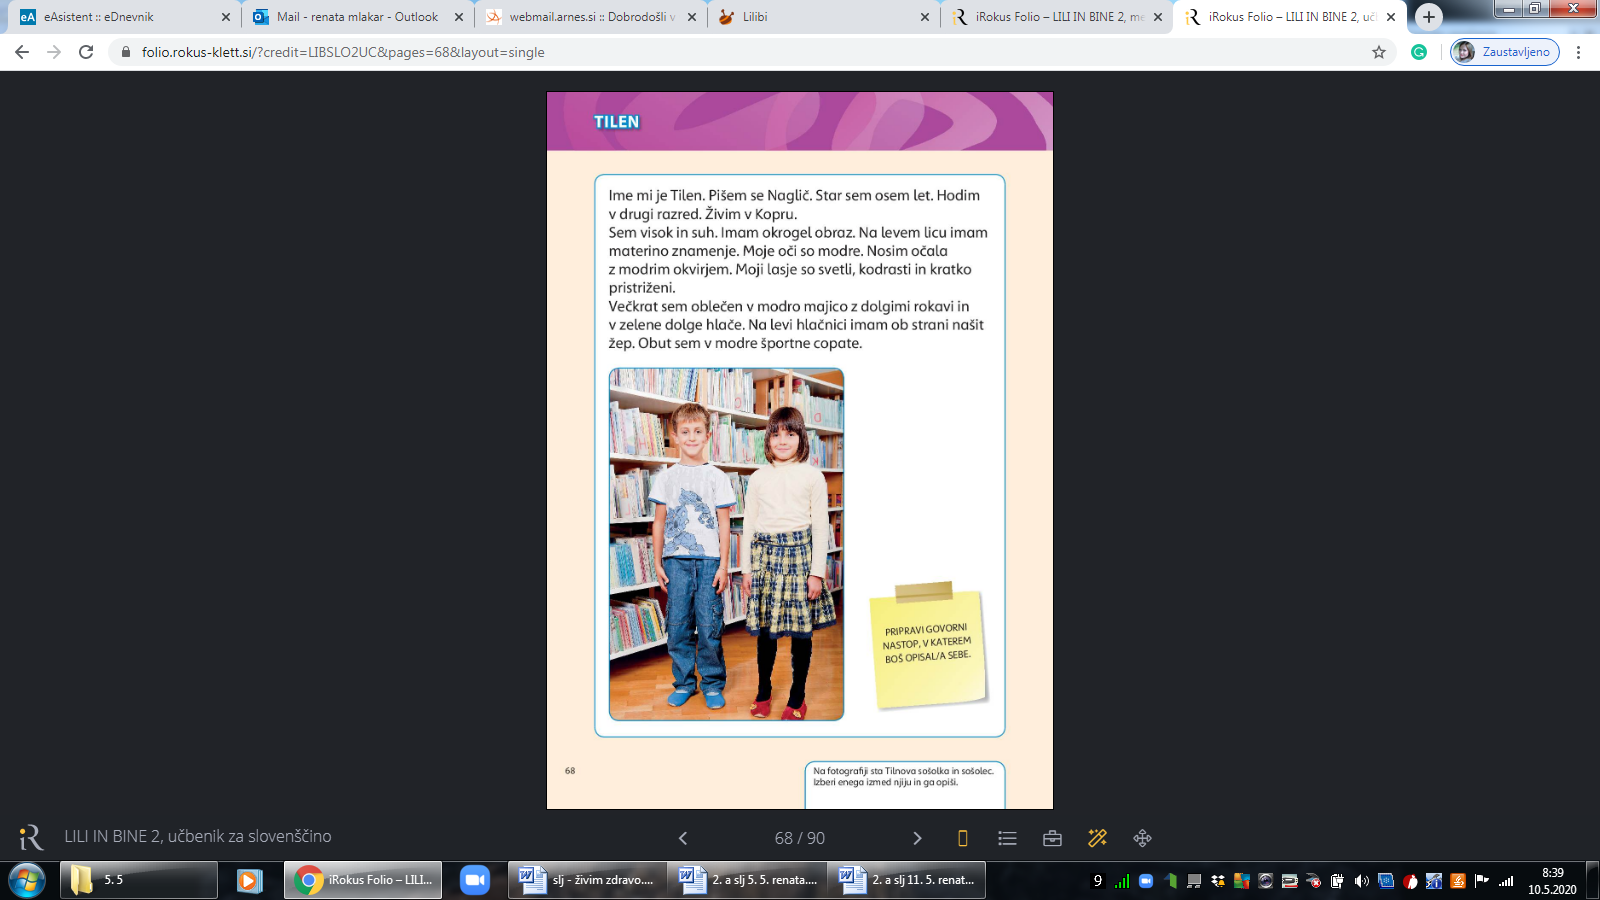 eAsistent :: eDnevnik
Mail - renata mlakar - Outlook
webmail.arnes.si :: Dobrodošli v
Lilibi
iRokus Folio – LILI IN BINE 2, me
iRokus Folio – LILI IN BINE 2, uč
folio.rokus-klett.si/?credit=LIBSLO2UC&pages=68&layout=single
Zaustavljeno
TILEN
Ime mi je Tilen. Pišem se Naglič. Star sem osem let. Hodim
v drugi razred. Živim v Kopru.
Sem visok in suh. Imam okrogel obraz. Na levem licu imam
materino znamenje. Moje oči so modre. Nosim očala
z modrim okvirjem. Moji lasje so svetli, kodrasti in kratko
pristriženi.
Večkrat sem oblečen v modro majico z dolgimi rokavi in
v zelene dolge hlače. Na levi hlačnici imam ob strani našit
žep. Obut sem v modre športne copate.
PRIPRAVI GOVORNI
NASTOP, V KATEREM
BOŠ OPISAL/A SEBE.
68
Na fotografiji sta Tilnova sošolka in sošolec.
Izberi enega izmed njiju in ga opiši.
iR
LILI IN BINE 2, učbenik za slovenščino
68 / 90
5. 5
iRokus Folio – LILI...
slj - živim zdravo....
2. a slj 5. 5. renata....
2. a slj 11. 5. renat...
9
8:39
10.5.2020